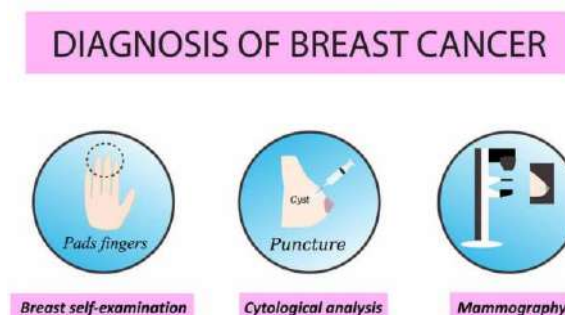 DIAGNOSIS OF BREAST CANCER
Pads fingers
Cyst
Puncture
Breast self-examination
Cytological analysis
Mammography